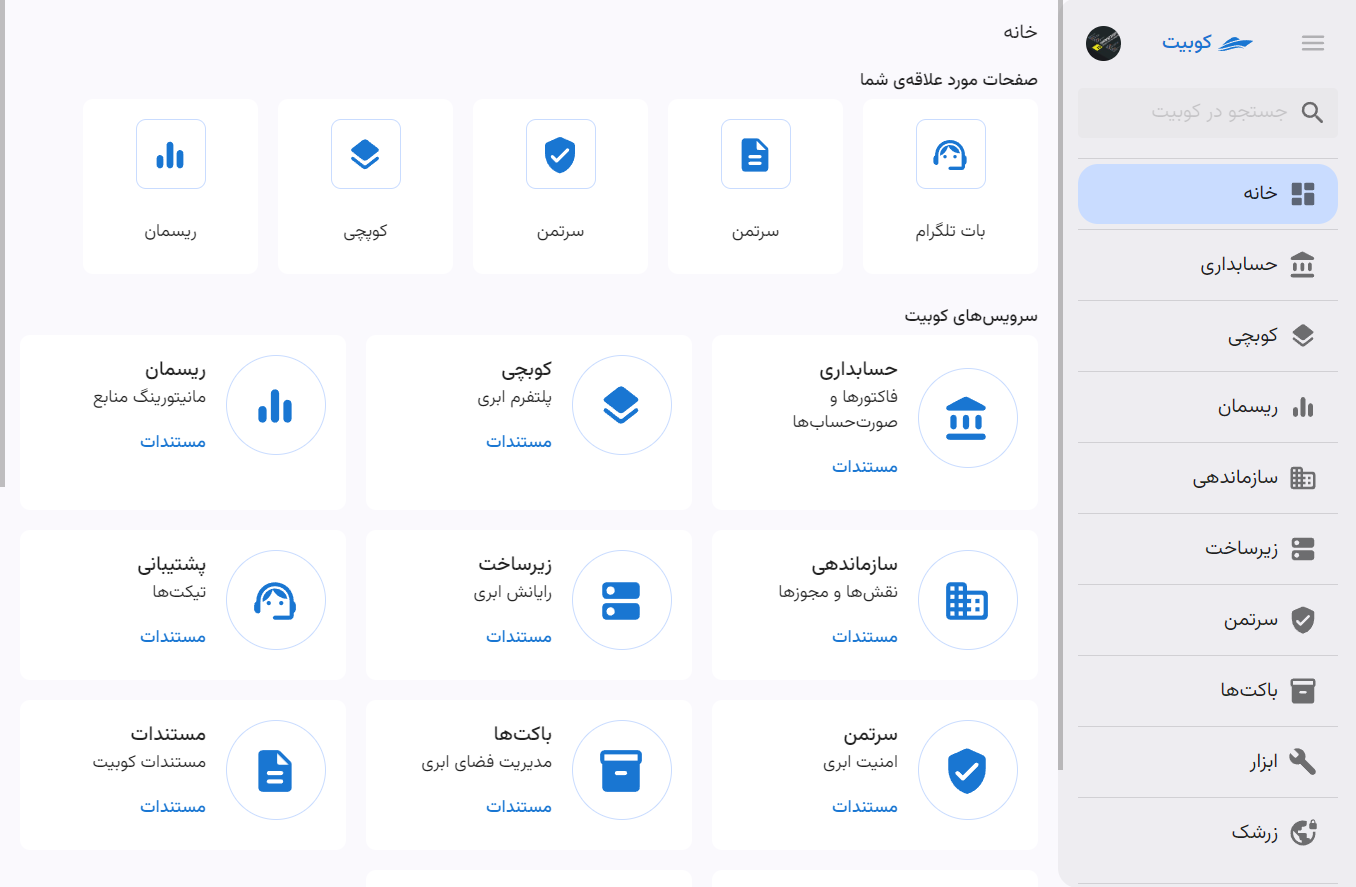 کوبیت
جستجو در کوبیت
خانه
حسابداری
کوبچی
ریسمان
سازماندهی
زیرساخت
سرتمن
باکت‌ها
ابزار
زرشک
خانه
صفحات مورد علاقه‌ی شما
بات تلگرام
سرتمن
سرتمن
کوپچی
ریسمان
سرویس‌های کوبیت
حسابداری
فاکتورها و
صورت‌حساب‌ها
مستندات
کوبچی
پلتفرم ابری
مستندات
ریسمان
مانیتورینگ منابع
مستندات
سازماندهی
نقش‌ها و مجوزها
مستندات
زیرساخت
رایانش ابری
مستندات
پشتیبانی
تیکت‌ها
مستندات
سرتمن
امنیت ابری
مستندات
باکت‌ها
مدیریت فضای ابری
مستندات
مستندات
مستندات کوبیت
مستندات